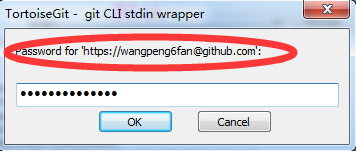 TortoiseGit - git CLI stdin wrapper
Password for 'https://wangpeng6fan@github.com':
••••••••••••••
OK
Cancel